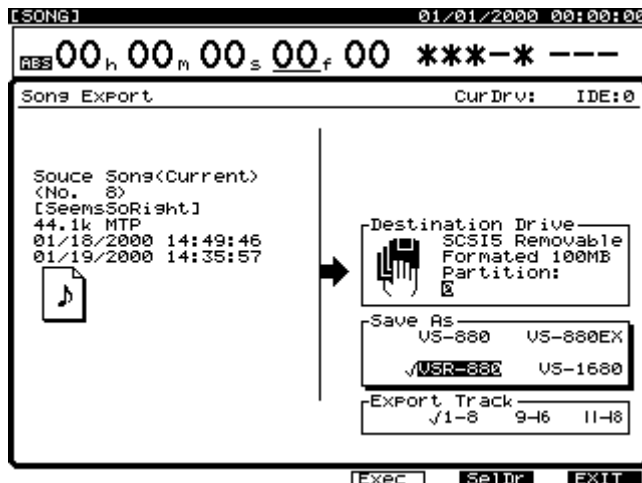 [SONG] 01/01/2000 00:00:00
ABS 00h 00m 00s 00f 00 ***-* ---
Song Export CurDrv: IDE:0
Souce Song(Current)
(No. 8)
[SeemsSoRight]
44.1k MTP
01/18/2000 14:49:46
01/19/2000 14:35:57
Destination Drive
SCSI5 Removable
Formated 100MB
Partition:
0
Save As
VS-880 VS-880EX
√VSR-880 VS-1680
Export Track
√1-8 9-16 11-18
Exec SelDr EXIT